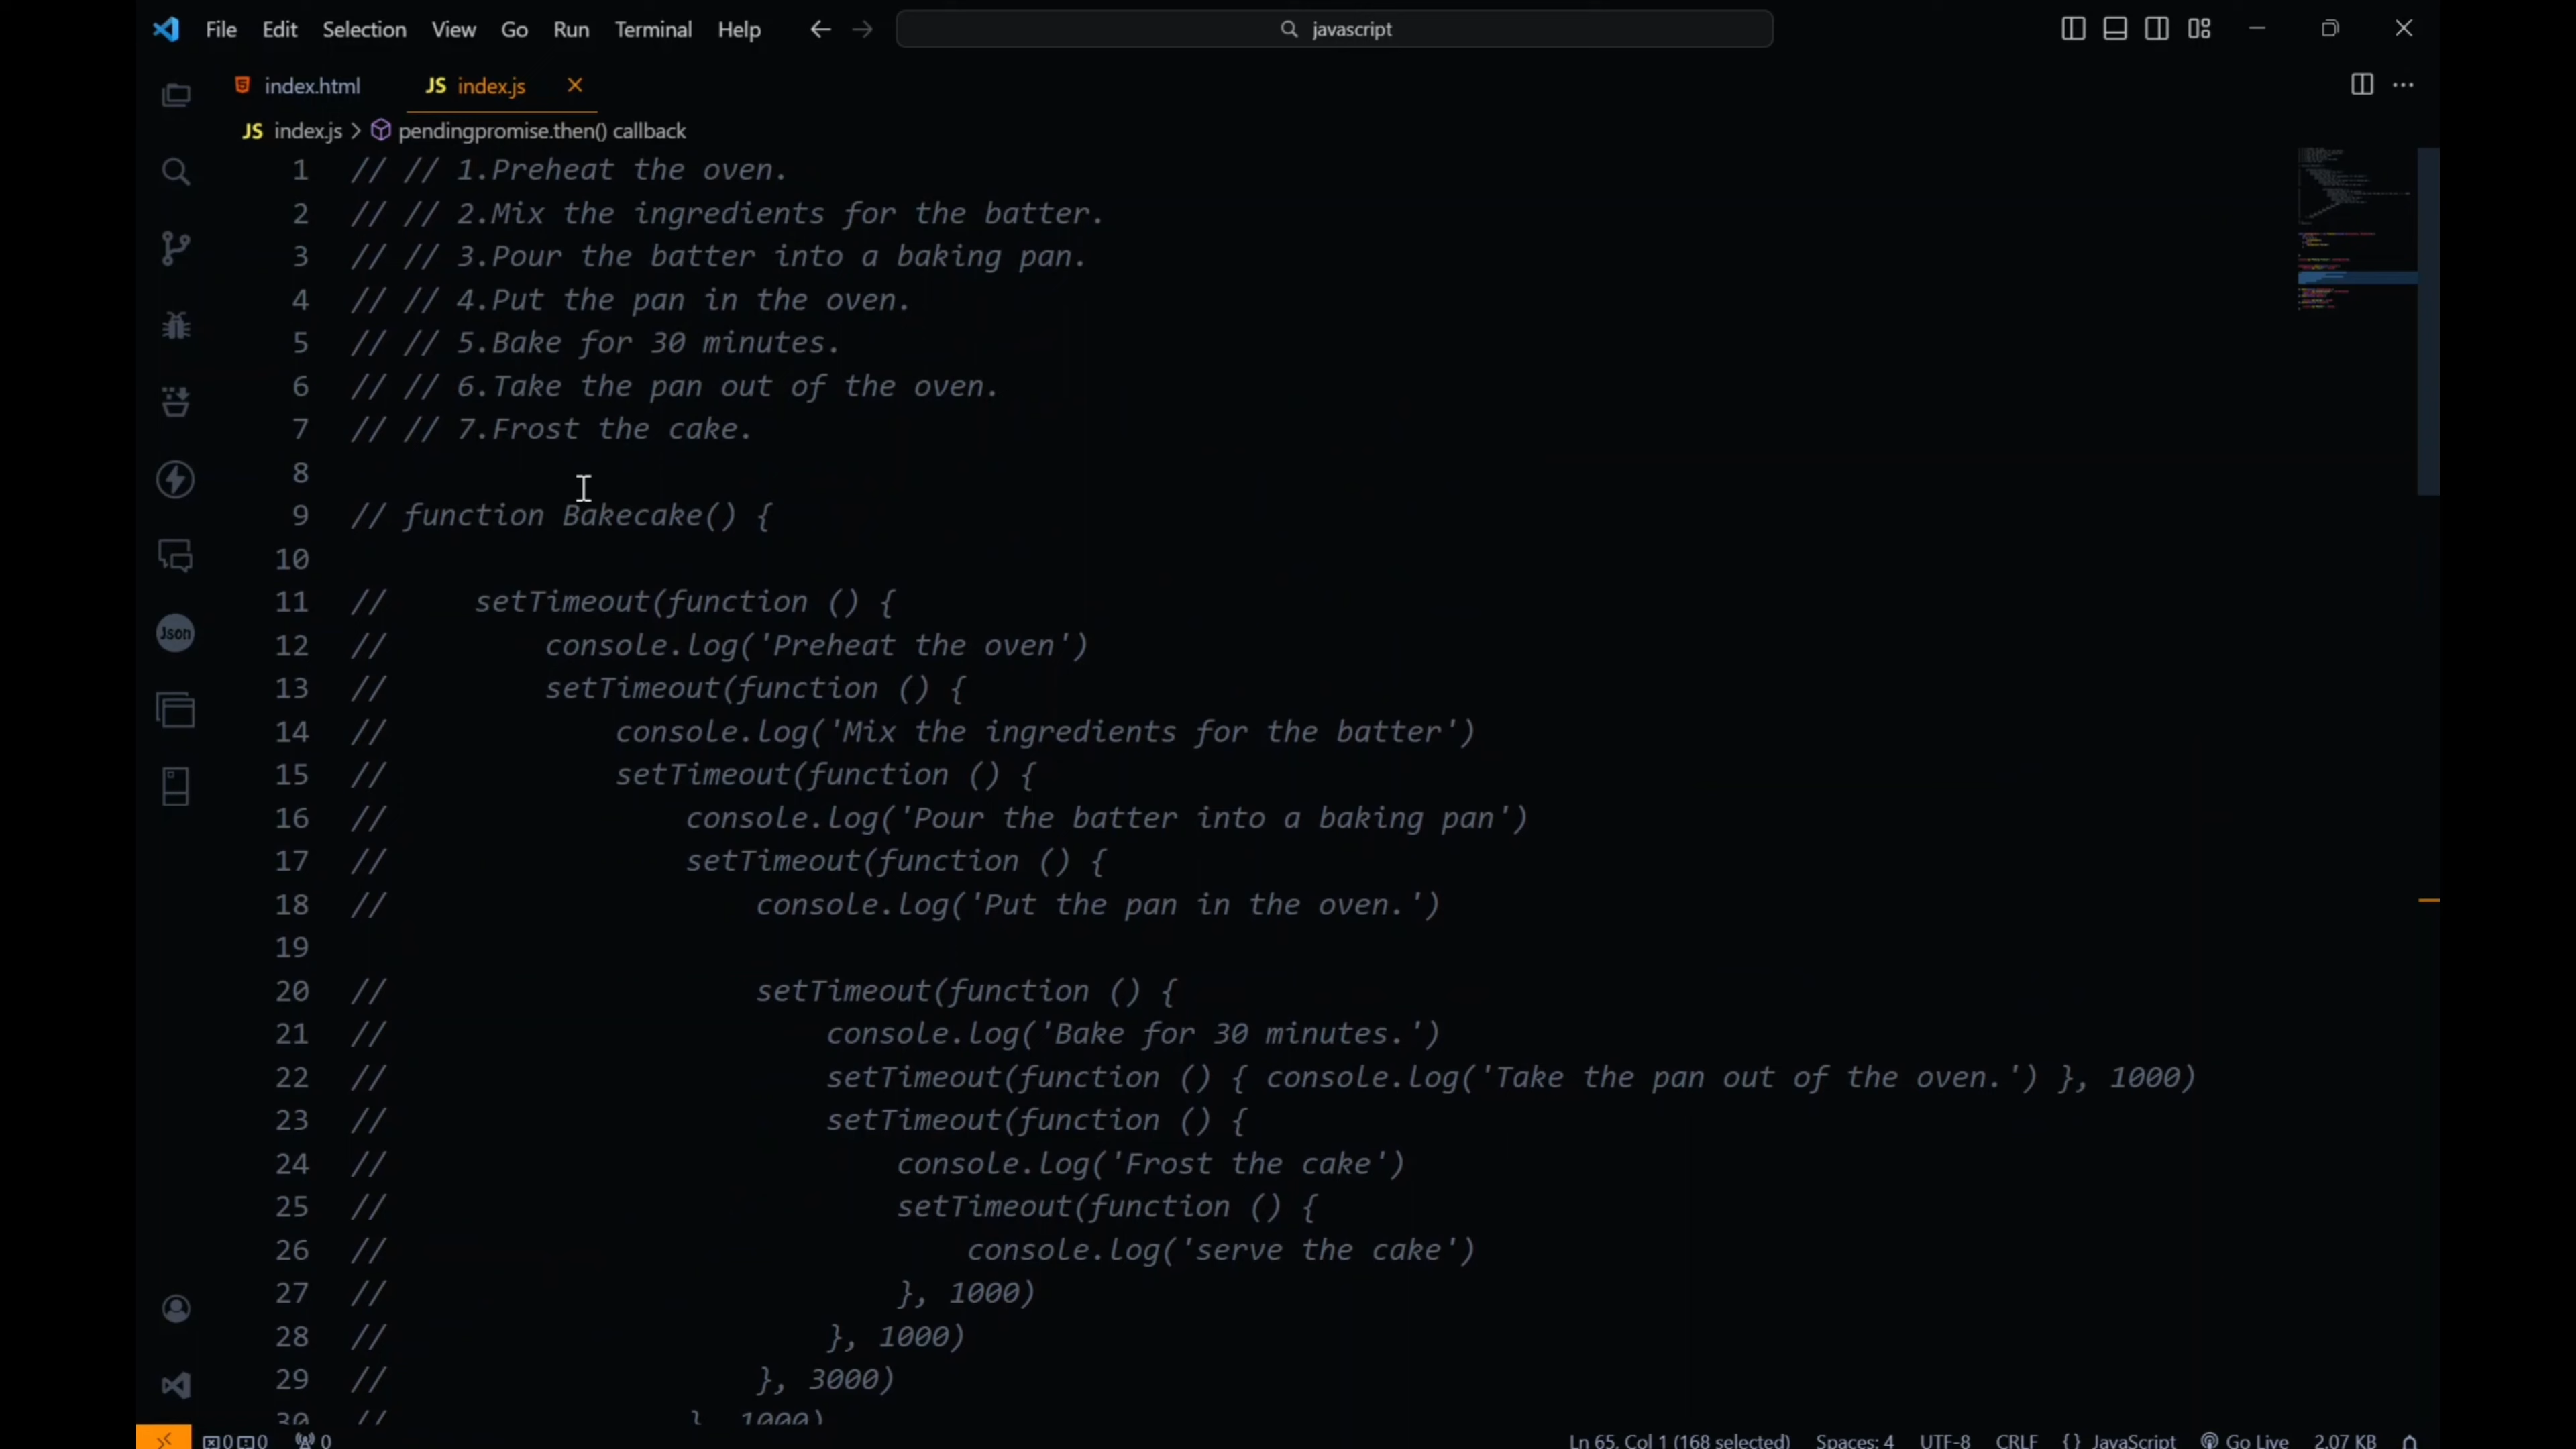 File Edit Selection View Go Run Terminal Help javascript
index.html JS index.js
JS index.js > pendingpromise.then() callback
1 // // 1.Preheat the oven.
2 // // 2.Mix the ingredients for the batter.
3 // // 3.Pour the batter into a baking pan.
4 // // 4.Put the pan in the oven.
5 // // 5.Bake for 30 minutes.
6 // // 6.Take the pan out of the oven.
7 // // 7.Frost the cake.
8
9 // function Bakecake() {
10
11 //     setTimeout(function () {
12 //         console.log('Preheat the oven')
13 //         setTimeout(function () {
14 //             console.log('Mix the ingredients for the batter')
15 //             setTimeout(function () {
16 //                 console.log('Pour the batter into a baking pan')
17 //                 setTimeout(function () {
18 //                     console.log('Put the pan in the oven.')
19
20 //                     setTimeout(function () {
21 //                         console.log('Bake for 30 minutes.')
22 //                         setTimeout(function () { console.log('Take the pan out of the oven.') }, 1000)
23 //                         setTimeout(function () {
24 //                             console.log('Frost the cake')
25 //                             setTimeout(function () {
26 //                                 console.log('serve the cake')
27 //                             }, 1000)
28 //                         }, 1000)
29 //                     }, 3000)
30 //                 }, 1000)
Json
0 0 0 Ln 65, Col 1 (168 selected) Spaces: 4 UTF-8 CRLF {} JavaScript Go Live 2.07 KB